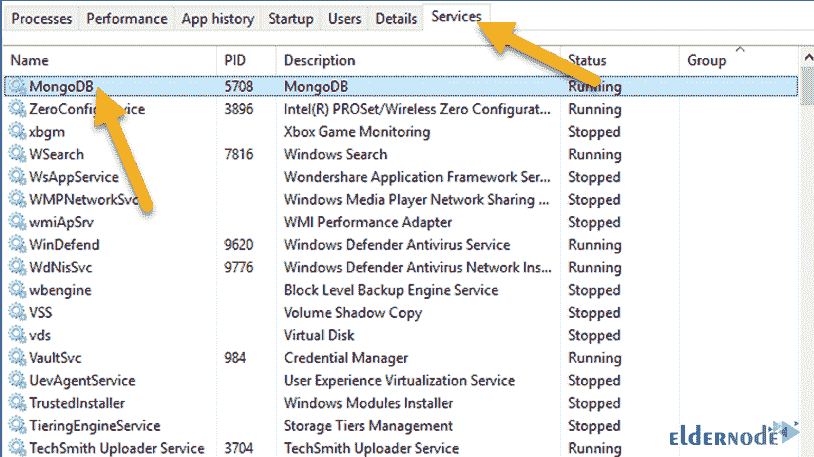 Processes Performance App history Startup Users Details Services
Name PID Description Status Group
MongoDB 5708 MongoDB Running
ZeroConfigService 3896 Intel(R) PROSet/Wireless Zero Configurat... Running
xbgm Xbox Game Monitoring Stopped
WSearch 7816 Windows Search Running
WsAppService Wondershare Application Framework Ser... Stopped
WMPNetworkSvc Windows Media Player Network Sharing ... Stopped
wmiApSrv WMI Performance Adapter Stopped
WinDefend 9620 Windows Defender Antivirus Service Running
WdNisSvc 9776 Windows Defender Antivirus Network Ins... Running
wbengine Block Level Backup Engine Service Stopped
VSS Volume Shadow Copy Stopped
vds Virtual Disk Stopped
VaultSvc 984 Credential Manager Running
UevAgentService User Experience Virtualization Service Stopped
TrustedInstaller Windows Modules Installer Stopped
TieringEngineService Storage Tiers Management Stopped
TechSmith Uploader Service 3704 TechSmith Uploader Service Running
eldernode